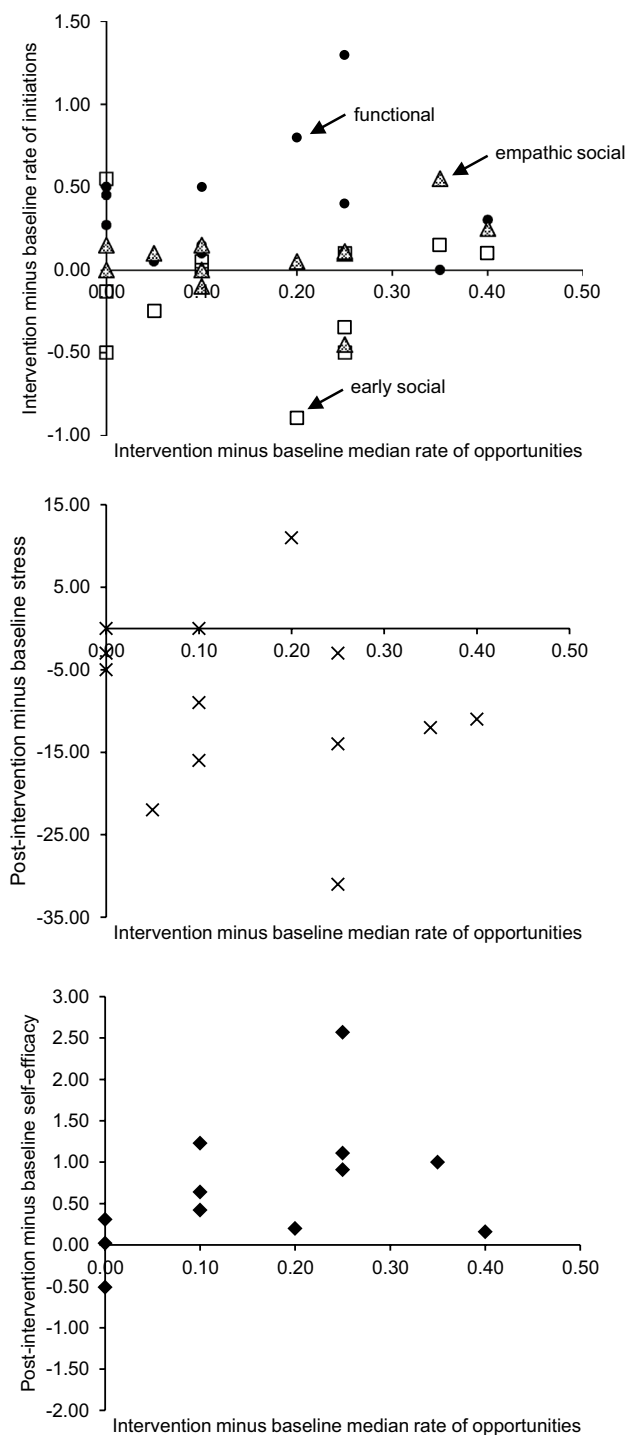 1.50
functional
1.00
empathic social
0.50
0.00
0.00 0.10 0.20 0.30 0.40 0.50
-0.50
early social
-1.00
Intervention minus baseline rate of initiations
Intervention minus baseline median rate of opportunities
15.00
5.00
0.00 0.10 0.20 0.30 0.40 0.50
-5.00
-15.00
-25.00
-35.00
Post-intervention minus baseline stress
Intervention minus baseline median rate of opportunities
3.00
2.50
2.00
1.50
1.00
0.50
0.00
0.00 0.10 0.20 0.30 0.40 0.50
-0.50
-1.00
-1.50
-2.00
Post-intervention minus baseline self-efficacy
Intervention minus baseline median rate of opportunities